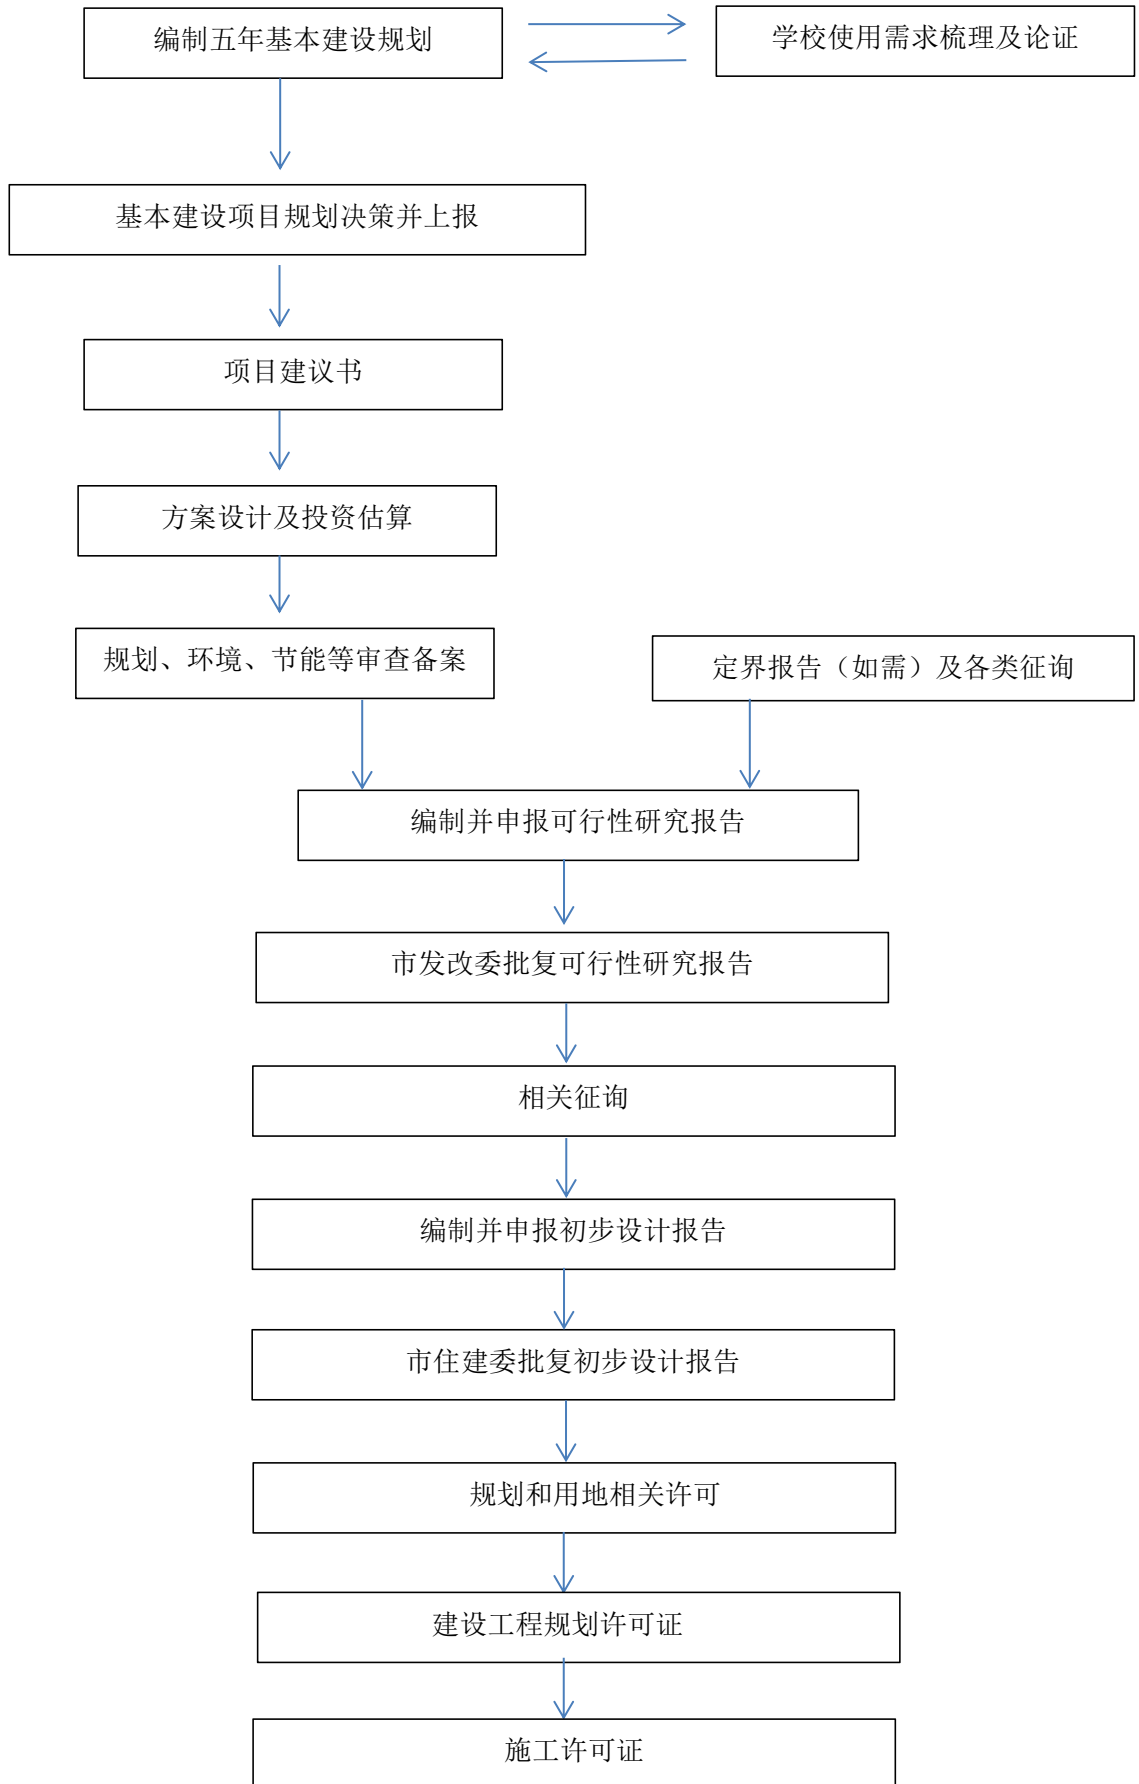 编制五年基本建设规划
学校使用需求梳理及论证
基本建设项目规划决策并上报
项目建议书
方案设计及投资估算
规划、环境、节能等审查备案
定界报告（如需）及各类征询
编制并申报可行性研究报告
市发改委批复可行性研究报告
相关征询
编制并申报初步设计报告
市住建委批复初步设计报告
规划和用地相关许可
建设工程规划许可证
施工许可证